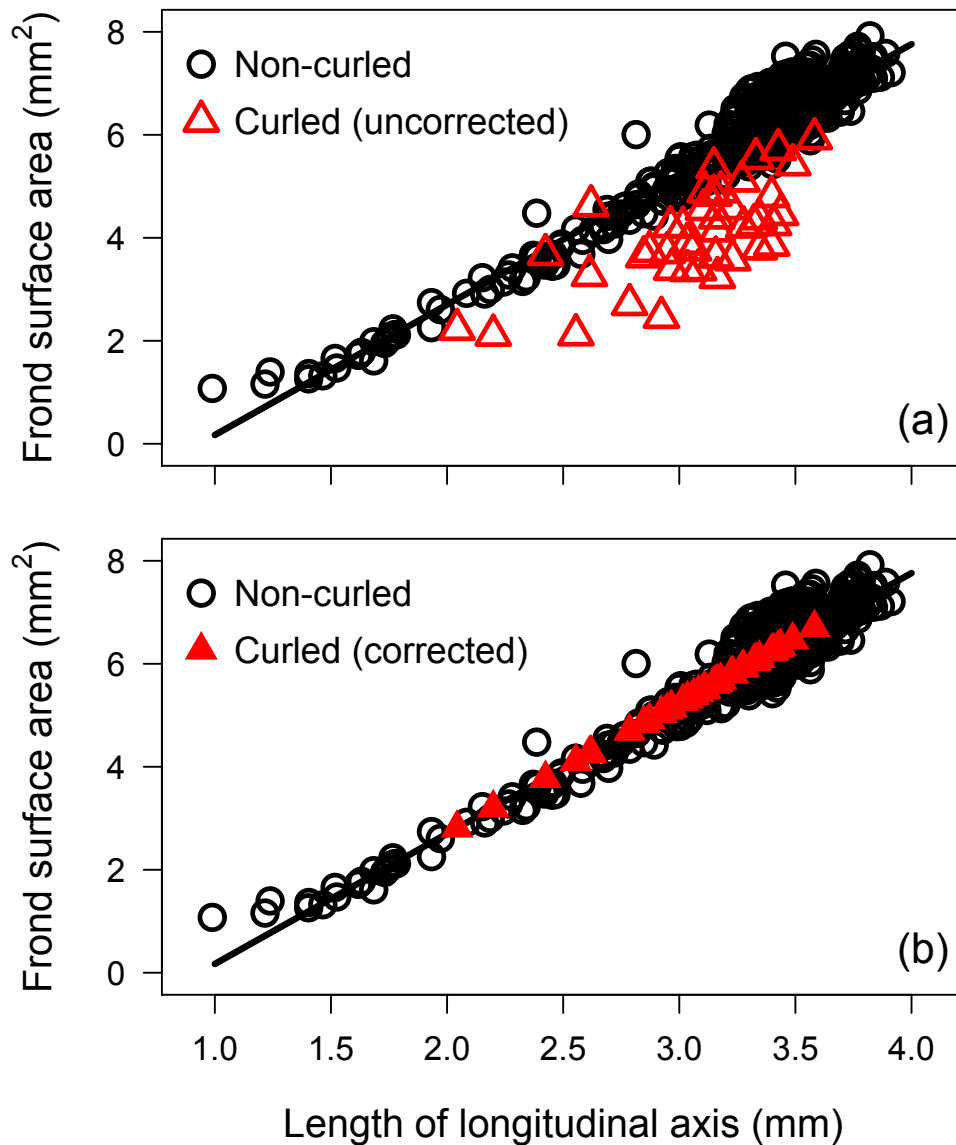 Frond surface area (mm²)
8
6
4
2
0
Non-curled
Curled (uncorrected)
(a)
Frond surface area (mm²)
8
6
4
2
0
Non-curled
Curled (corrected)
(b)
1.0 1.5 2.0 2.5 3.0 3.5 4.0
Length of longitudinal axis (mm)